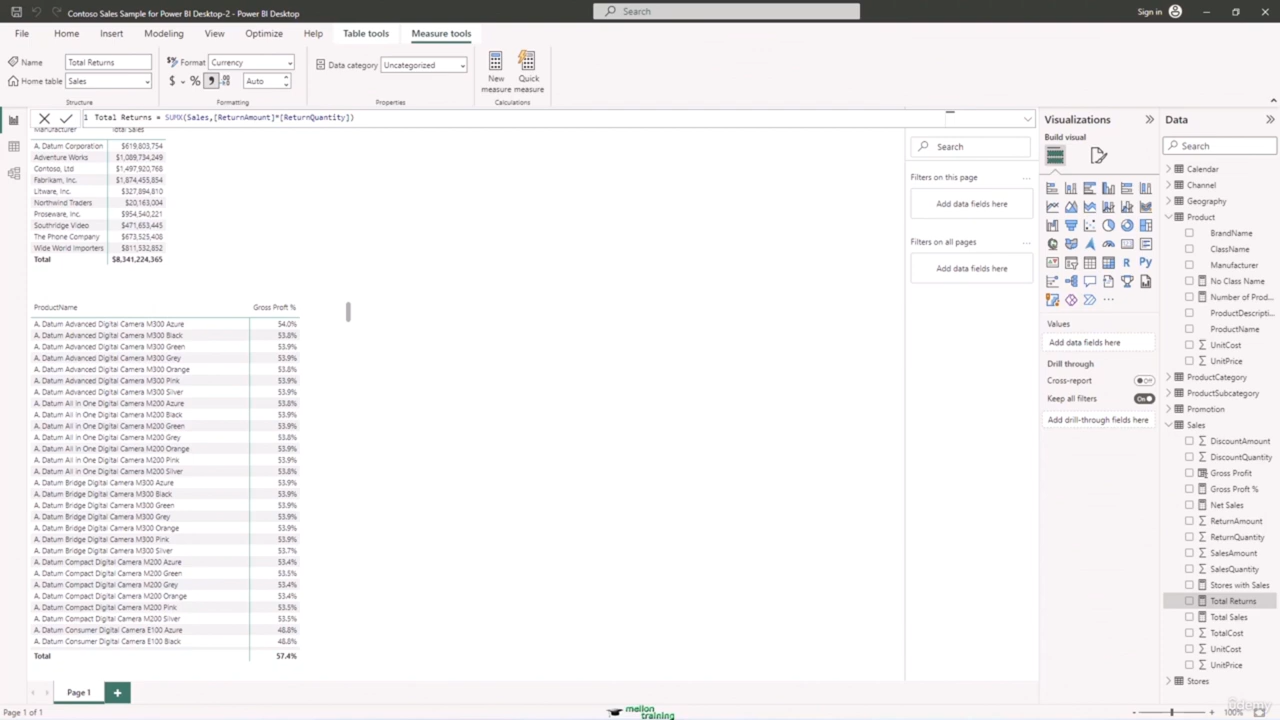 Contoso Sales Sample for Power BI Desktop-2 - Power BI Desktop
Search
Sign in
File Home Insert Modeling View Optimize Help Table tools Measure tools
Name Total Returns
Home table Sales
Structure
Format Currency
$ % Auto
Formatting
Data category Uncategorized
Properties
New measure
Quick measure
Calculations
1 Total Returns = SUMX(Sales,[ReturnAmount]*[ReturnQuantity])
Manufacturer Total Sales
A. Datum Corporation $619,803,754
Adventure Works $1,089,734,249
Contoso, Ltd $1,497,920,768
Fabrikam, Inc. $1,874,455,854
Litware, Inc. $327,894,810
Northwind Traders $20,163,004
Proseware, Inc. $954,540,221
Southridge Video $471,653,445
The Phone Company $673,525,408
Wide World Importers $811,532,852
Total $8,341,224,365
ProductName Gross Proft %
A. Datum Advanced Digital Camera M300 Azure 54.0%
A. Datum Advanced Digital Camera M300 Black 53.8%
A. Datum Advanced Digital Camera M300 Green 53.9%
A. Datum Advanced Digital Camera M300 Grey 53.9%
A. Datum Advanced Digital Camera M300 Orange 53.8%
A. Datum Advanced Digital Camera M300 Pink 53.9%
A. Datum Advanced Digital Camera M300 Silver 53.9%
A. Datum All in One Digital Camera M200 Azure 53.8%
A. Datum All in One Digital Camera M200 Black 53.9%
A. Datum All in One Digital Camera M200 Green 53.9%
A. Datum All in One Digital Camera M200 Grey 53.8%
A. Datum All in One Digital Camera M200 Orange 53.9%
A. Datum All in One Digital Camera M200 Pink 53.9%
A. Datum All in One Digital Camera M200 Silver 53.8%
A. Datum Bridge Digital Camera M300 Azure 53.9%
A. Datum Bridge Digital Camera M300 Black 53.9%
A. Datum Bridge Digital Camera M300 Green 53.9%
A. Datum Bridge Digital Camera M300 Grey 53.9%
A. Datum Bridge Digital Camera M300 Orange 53.9%
A. Datum Bridge Digital Camera M300 Pink 53.9%
A. Datum Bridge Digital Camera M300 Silver 53.7%
A. Datum Compact Digital Camera M200 Azure 53.4%
A. Datum Compact Digital Camera M200 Green 53.5%
A. Datum Compact Digital Camera M200 Grey 53.4%
A. Datum Compact Digital Camera M200 Orange 53.4%
A. Datum Compact Digital Camera M200 Pink 53.5%
A. Datum Compact Digital Camera M200 Silver 53.5%
A. Datum Consumer Digital Camera E100 Azure 48.8%
A. Datum Consumer Digital Camera E100 Black 48.8%
Total 57.4%
Search
Filters on this page ...
Add data fields here
Filters on all pages ...
Add data fields here
Visualizations
Build visual
R Py
...
Values
Add data fields here
Drill through
Cross-report Off
Keep all filters On
Add drill-through fields here
Data
Search
Calendar
Channel
Geography
Product
BrandName
ClassName
Manufacturer
No Class Name
Number of Prod...
ProductDescripti...
ProductName
UnitCost
UnitPrice
ProductCategory
ProductSubcategory
Promotion
Sales
DiscountAmount
DiscountQuantity
Gross Profit
Gross Profit %
Net Sales
ReturnAmount
ReturnQuantity
SalesAmount
SalesQuantity
Stores with Sales
Total Returns
Total Sales
TotalCost
UnitCost
UnitPrice
Stores
Page 1
Page 1 of 1
mellon training
100%
udemy